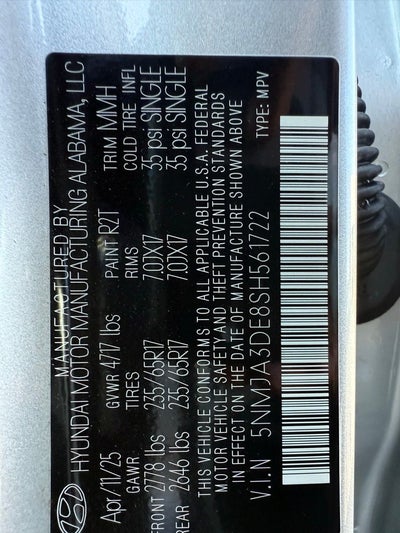 MANUFACTURED BY
HYUNDAI MOTOR MANUFACTURING ALABAMA, LLC
Apr/11/25 GVWR 4717 lbs PAINT R2T TRIM MMH
GAWR TIRES RIMS COLD TIRE INFL
FRONT 2778 lbs 235/65R17 7.0JX17 35 psi SINGLE
REAR 2646 lbs 235/65R17 7.0JX17 35 psi SINGLE
THIS VEHICLE CONFORMS TO ALL APPLICABLE U.S.A. FEDERAL
MOTOR VEHICLE SAFETY AND THEFT PREVENTION STANDARDS
IN EFFECT ON THE DATE OF MANUFACTURE SHOWN ABOVE
V.I.N 5NMJA3DE8SH561722 TYPE: MPV